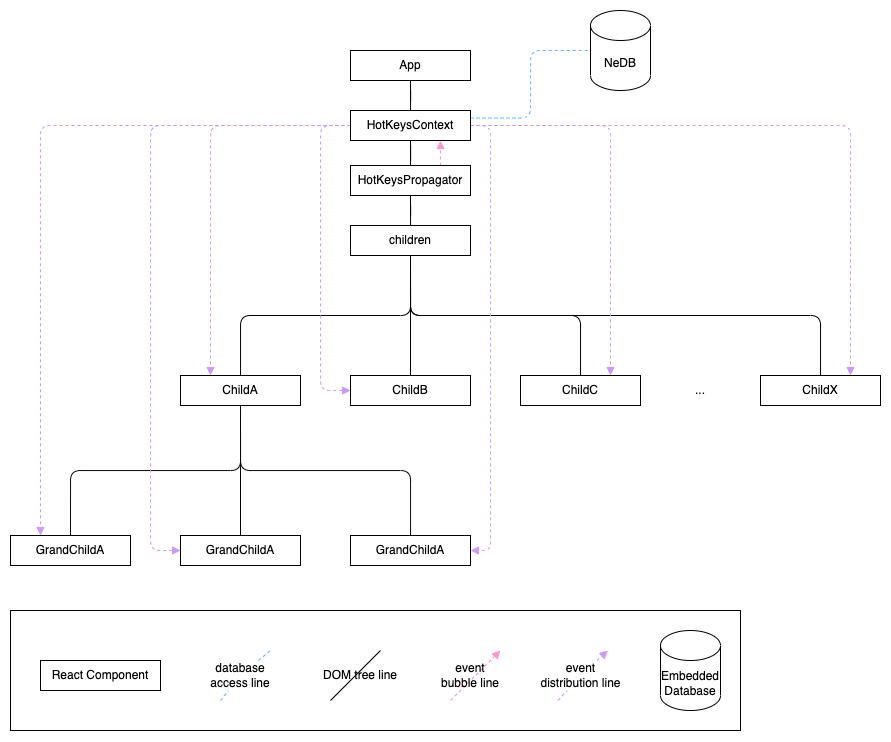 NeDB
App
HotKeysContext
HotKeysPropagator
children
ChildA
ChildB
ChildC
...
ChildX
GrandChildA
GrandChildA
GrandChildA
React Component
database
access line
DOM tree line
event
bubble line
event
distribution line
Embedded
Database